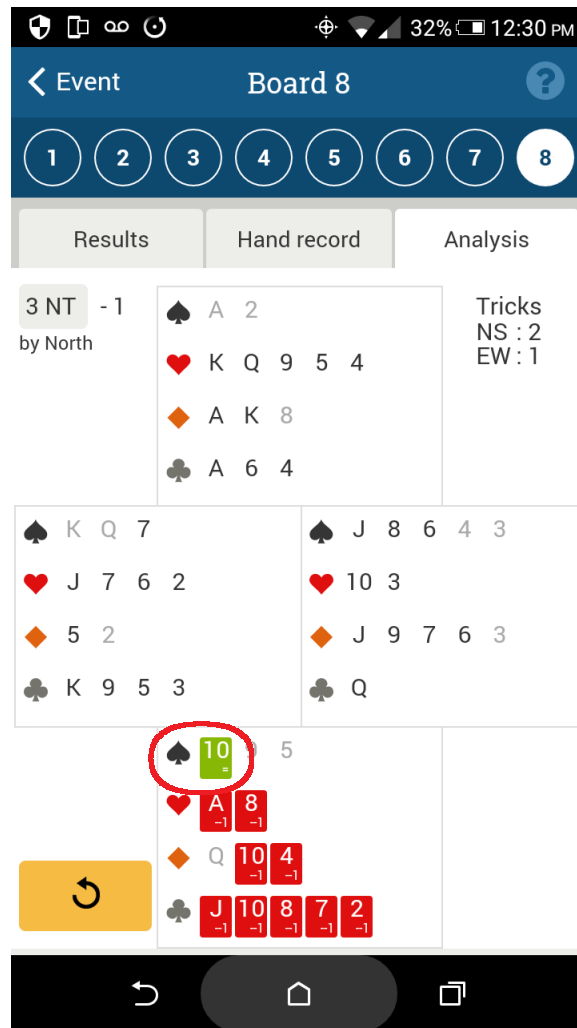 32% 12:30 PM
Event Board 8 ?
1 2 3 4 5 6 7 8
Results Hand record Analysis
3 NT - 1
by North
Tricks
NS : 2
EW : 1
A 2
K Q 9 5 4
A K 8
A 6 4
K Q 7
J 7 6 2
5 2
K 9 5 3
J 8 6 4 3
10 3
J 9 7 6 3
Q
10 = 9 5
A -1 8 -1
Q 10 -1 4 -1
J -1 10 -1 8 -1 7 -1 2 -1